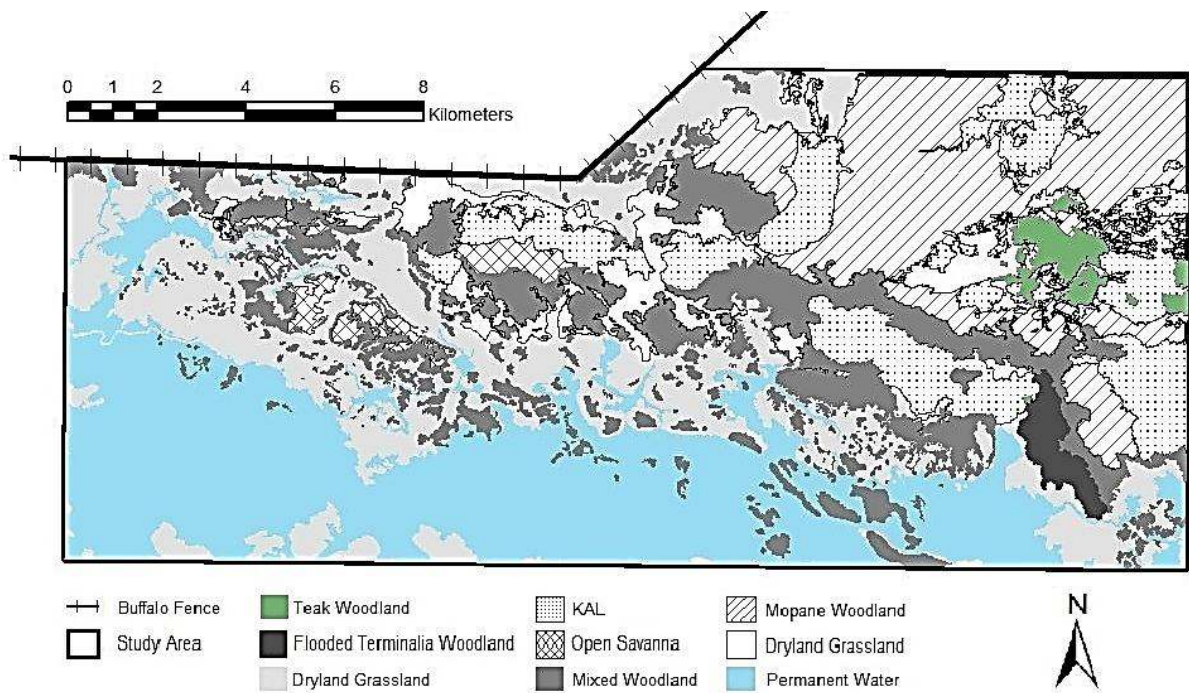 0 1 2 4 6 8
Kilometers
Buffalo Fence
Teak Woodland
KAL
Mopane Woodland
Study Area
Flooded Terminalia Woodland
Open Savanna
Dryland Grassland
Dryland Grassland
Mixed Woodland
Permanent Water
N